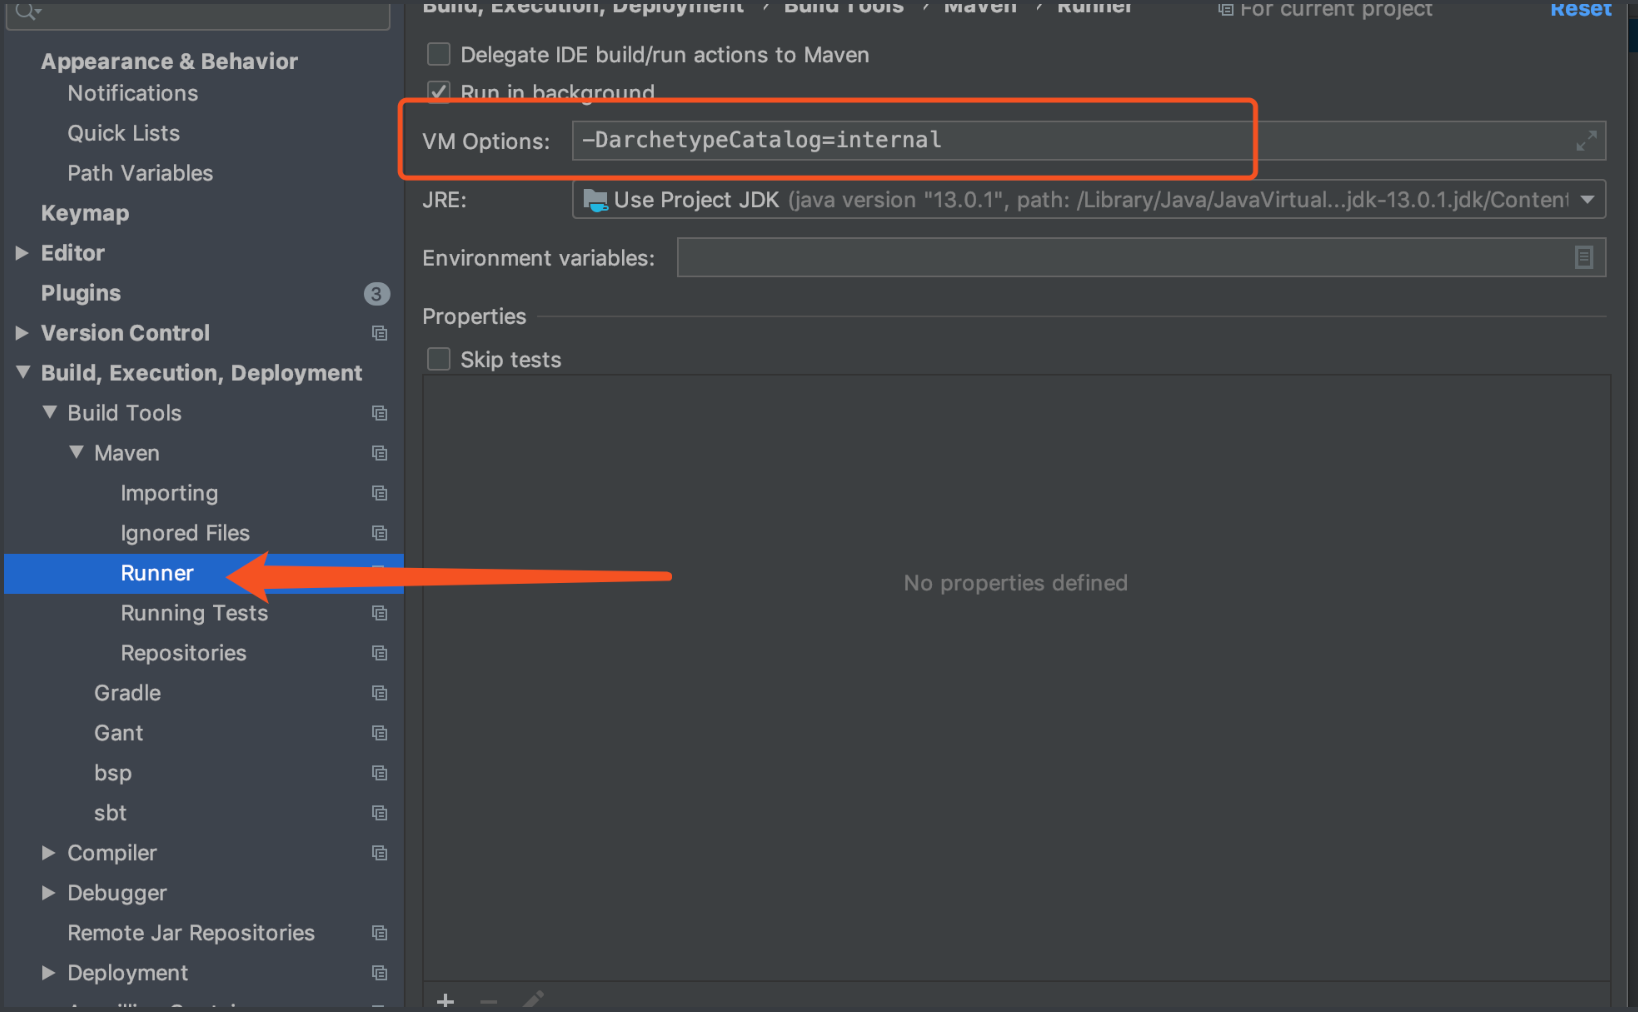 Build, Execution, Deployment › Build Tools › Maven › Runner
For current project
Reset
Appearance & Behavior
Notifications
Quick Lists
Path Variables
Keymap
Editor
Plugins
3
Version Control
Build, Execution, Deployment
Build Tools
Maven
Importing
Ignored Files
Runner
Running Tests
Repositories
Gradle
Gant
bsp
sbt
Compiler
Debugger
Remote Jar Repositories
Deployment
Delegate IDE build/run actions to Maven
Run in background
VM Options: -DarchetypeCatalog=internal
JRE: Use Project JDK (java version "13.0.1", path: /Library/Java/JavaVirtual...jdk-13.0.1.jdk/Content
Environment variables:
Properties
Skip tests
No properties defined